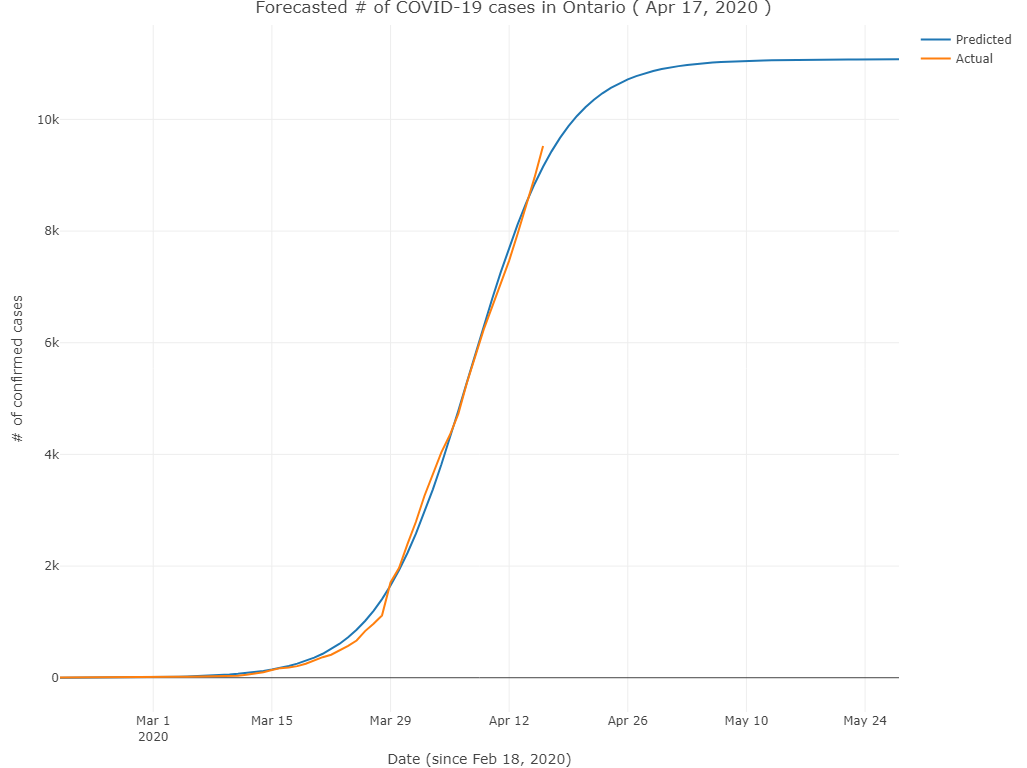 Forecasted # of COVID-19 cases in Ontario ( Apr 17, 2020 )
Predicted
Actual
10k
8k
6k
4k
2k
0
# of confirmed cases
Mar 1
2020
Mar 15
Mar 29
Apr 12
Apr 26
May 10
May 24
Date (since Feb 18, 2020)